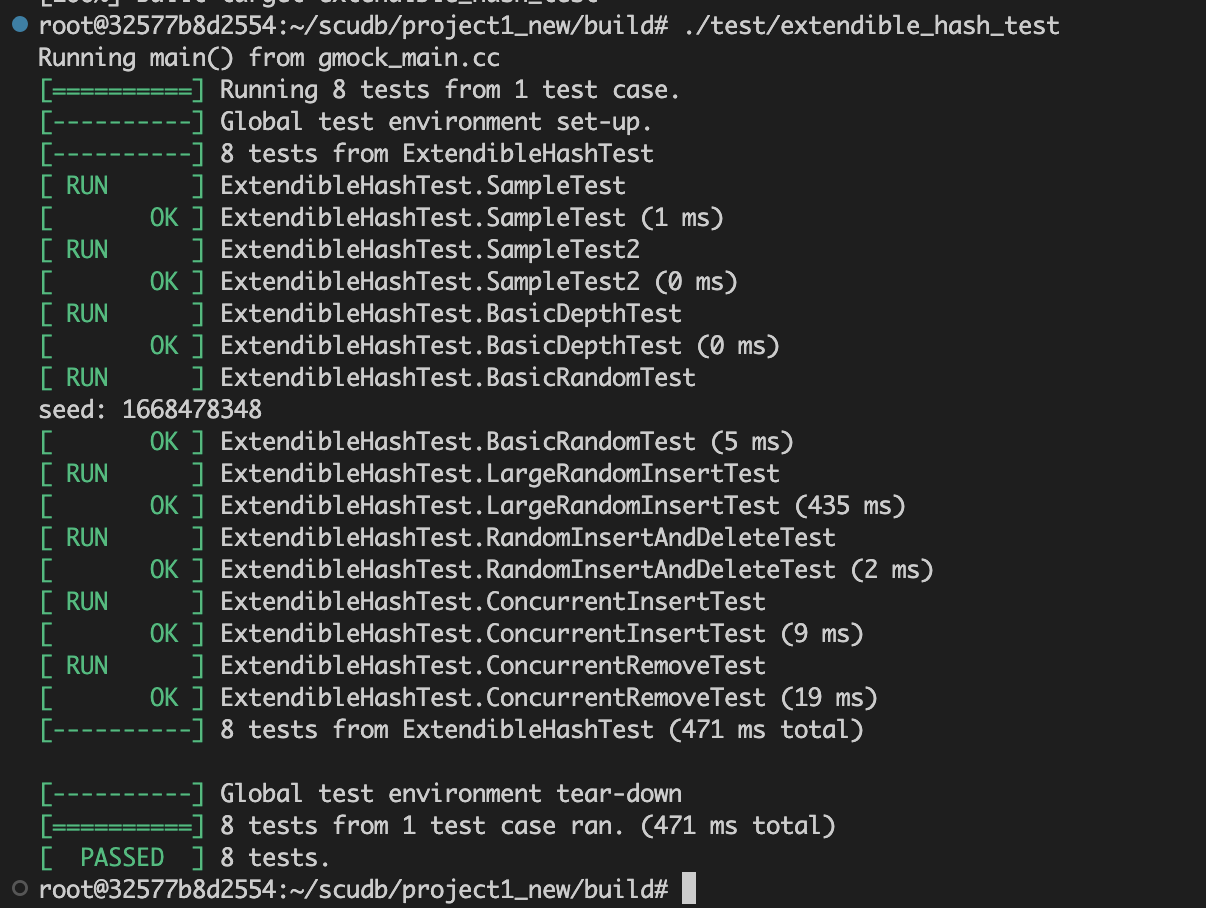 [100%] Built target extendible_hash_test
root@32577b8d2554:~/scudb/project1_new/build# ./test/extendible_hash_test
Running main() from gmock_main.cc
[==========] Running 8 tests from 1 test case.
[----------] Global test environment set-up.
[----------] 8 tests from ExtendibleHashTest
[ RUN      ] ExtendibleHashTest.SampleTest
[       OK ] ExtendibleHashTest.SampleTest (1 ms)
[ RUN      ] ExtendibleHashTest.SampleTest2
[       OK ] ExtendibleHashTest.SampleTest2 (0 ms)
[ RUN      ] ExtendibleHashTest.BasicDepthTest
[       OK ] ExtendibleHashTest.BasicDepthTest (0 ms)
[ RUN      ] ExtendibleHashTest.BasicRandomTest
seed: 1668478348
[       OK ] ExtendibleHashTest.BasicRandomTest (5 ms)
[ RUN      ] ExtendibleHashTest.LargeRandomInsertTest
[       OK ] ExtendibleHashTest.LargeRandomInsertTest (435 ms)
[ RUN      ] ExtendibleHashTest.RandomInsertAndDeleteTest
[       OK ] ExtendibleHashTest.RandomInsertAndDeleteTest (2 ms)
[ RUN      ] ExtendibleHashTest.ConcurrentInsertTest
[       OK ] ExtendibleHashTest.ConcurrentInsertTest (9 ms)
[ RUN      ] ExtendibleHashTest.ConcurrentRemoveTest
[       OK ] ExtendibleHashTest.ConcurrentRemoveTest (19 ms)
[----------] 8 tests from ExtendibleHashTest (471 ms total)
[----------] Global test environment tear-down
[==========] 8 tests from 1 test case ran. (471 ms total)
[  PASSED  ] 8 tests.
root@32577b8d2554:~/scudb/project1_new/build#